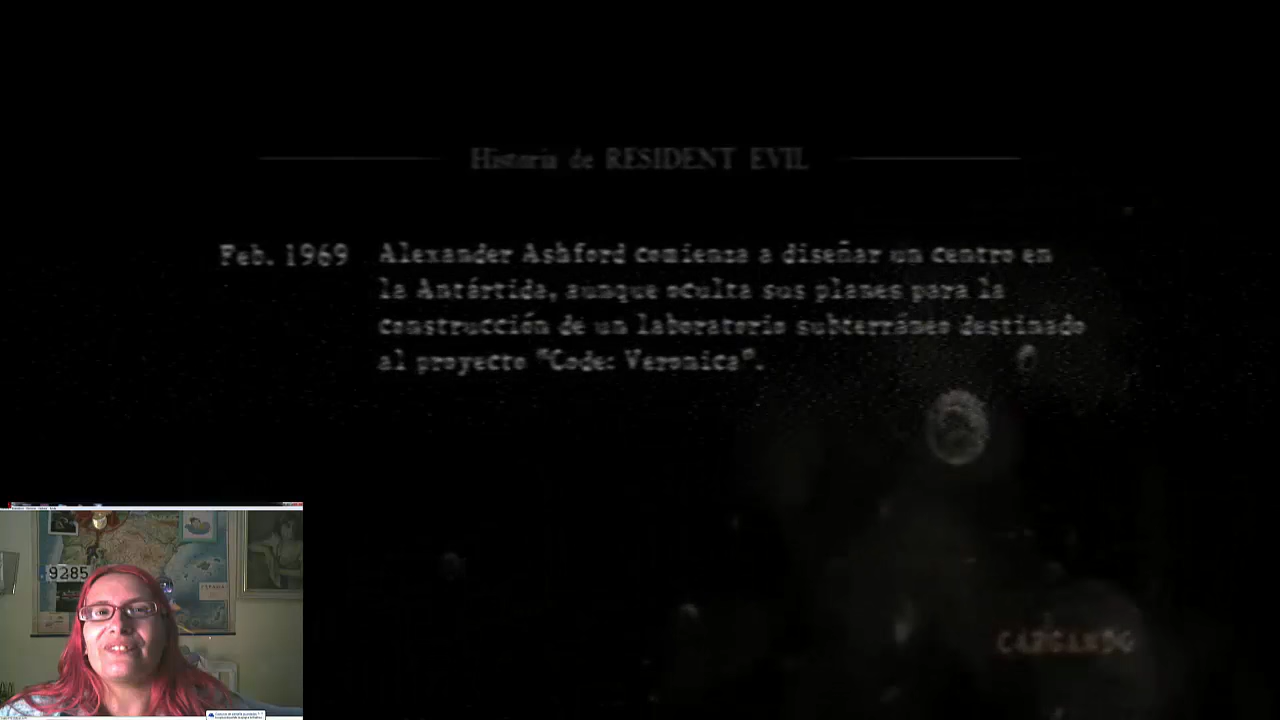 Historia de RESIDENT EVIL
Feb. 1969 Alexander Ashford comienza a diseñar un centro en
la Antártida, aunque oculta sus planes para la
construcción de un laboratorio subterráneo destinado
al proyecto "Code: Veronica".
9285
ESPAÑA
CARGANDO